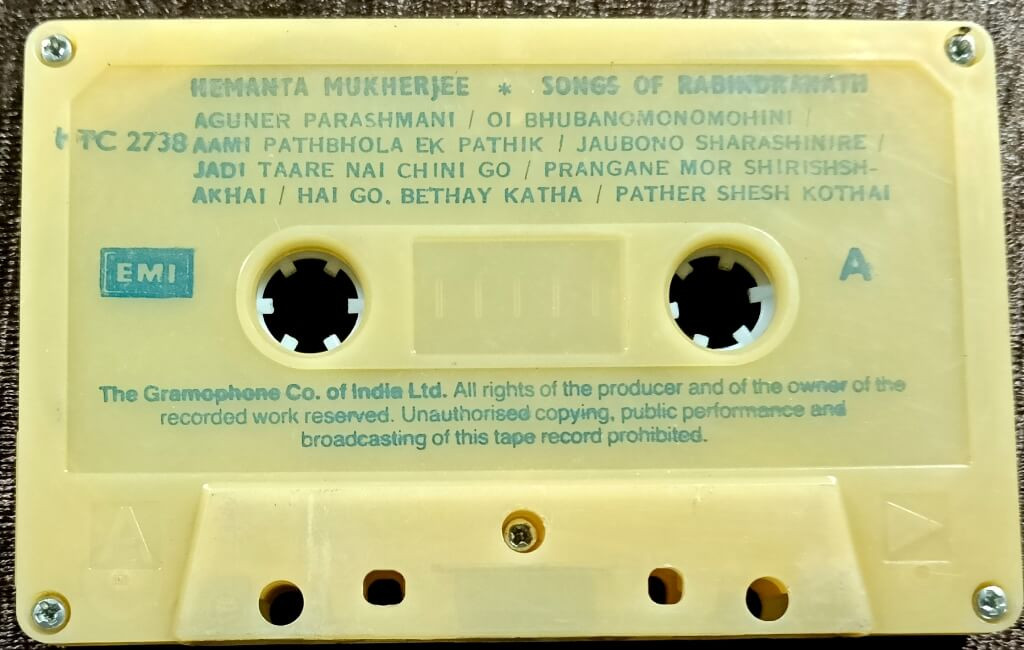 HEMANTA MUKHERJEE * SONGS OF RABINDRANATH
AGUNER PARASHMANI / OI BHUBANOMONOMOHINI /
HTC 2738 AAMI PATHBHOLA EK PATHIK / JAUBONO SHARASHINIRE /
JADI TAARE NAI CHINI GO / PRANGANE MOR SHIRISHSH-
AKHAI / HAI GO. BETHAY KATHA / PATHER SHESH KOTHAI
EMI
A
The Gramophone Co. of India Ltd. All rights of the producer and of the owner of the
recorded work reserved. Unauthorised copying, public performance and
broadcasting of this tape record prohibited.
A